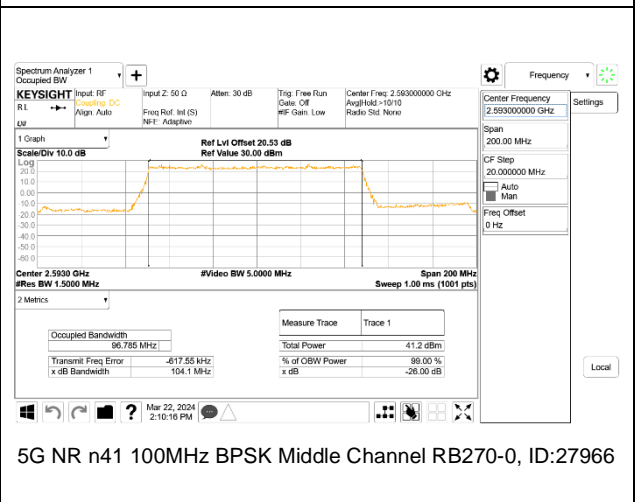 Spectrum Analyzer 1
Occupied BW
Frequency
KEYSIGHT Input: RF Input Z: 50 Ω Atten: 30 dB Trig: Free Run Center Freq: 2.593000000 GHz
RL Coupling: DC Gate: Off Avg|Hold:>10/10
Align: Auto Freq Ref: Int (S) #IF Gain: Low Radio Std: None
NFE: Adaptive
Center Frequency
2.593000000 GHz
Settings
Span
200.00 MHz
CF Step
20.000000 MHz
Auto
Man
Freq Offset
0 Hz
Local
1 Graph
Ref Lvl Offset 20.53 dB
Scale/Div 10.0 dB Ref Value 30.00 dBm
Log
20.0
10.0
0.00
-10.0
-20.0
-30.0
-40.0
-50.0
-60.0
Center 2.5930 GHz #Video BW 5.0000 MHz Span 200 MHz
#Res BW 1.5000 MHz Sweep 1.00 ms (1001 pts)
2 Metrics
Measure Trace Trace 1
Occupied Bandwidth
96.785 MHz Total Power 41.2 dBm
Transmit Freq Error -617.55 kHz % of OBW Power 99.00 %
x dB Bandwidth 104.1 MHz x dB -26.00 dB
Mar 22, 2024
2:10:16 PM
5G NR n41 100MHz BPSK Middle Channel RB270-0, ID:27966